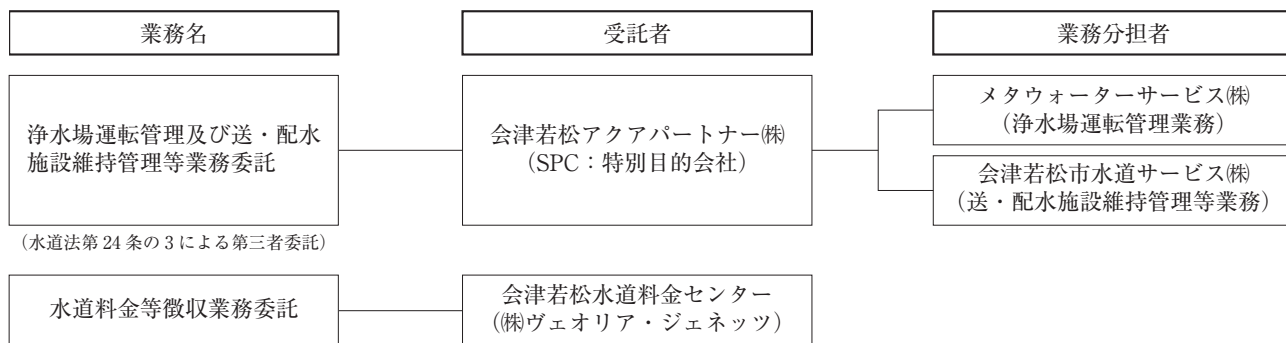 業務名
受託者
業務分担者
浄水場運転管理及び送・配水
施設維持管理等業務委託
会津若松アクアパートナー㈱
（SPC：特別目的会社）
メタウォーターサービス㈱
（浄水場運転管理業務）
会津若松市水道サービス㈱
（送・配水施設維持管理等業務）
（水道法第24条の3による第三者委託）
水道料金等徴収業務委託
会津若松水道料金センター
（㈱ヴェオリア・ジェネッツ）